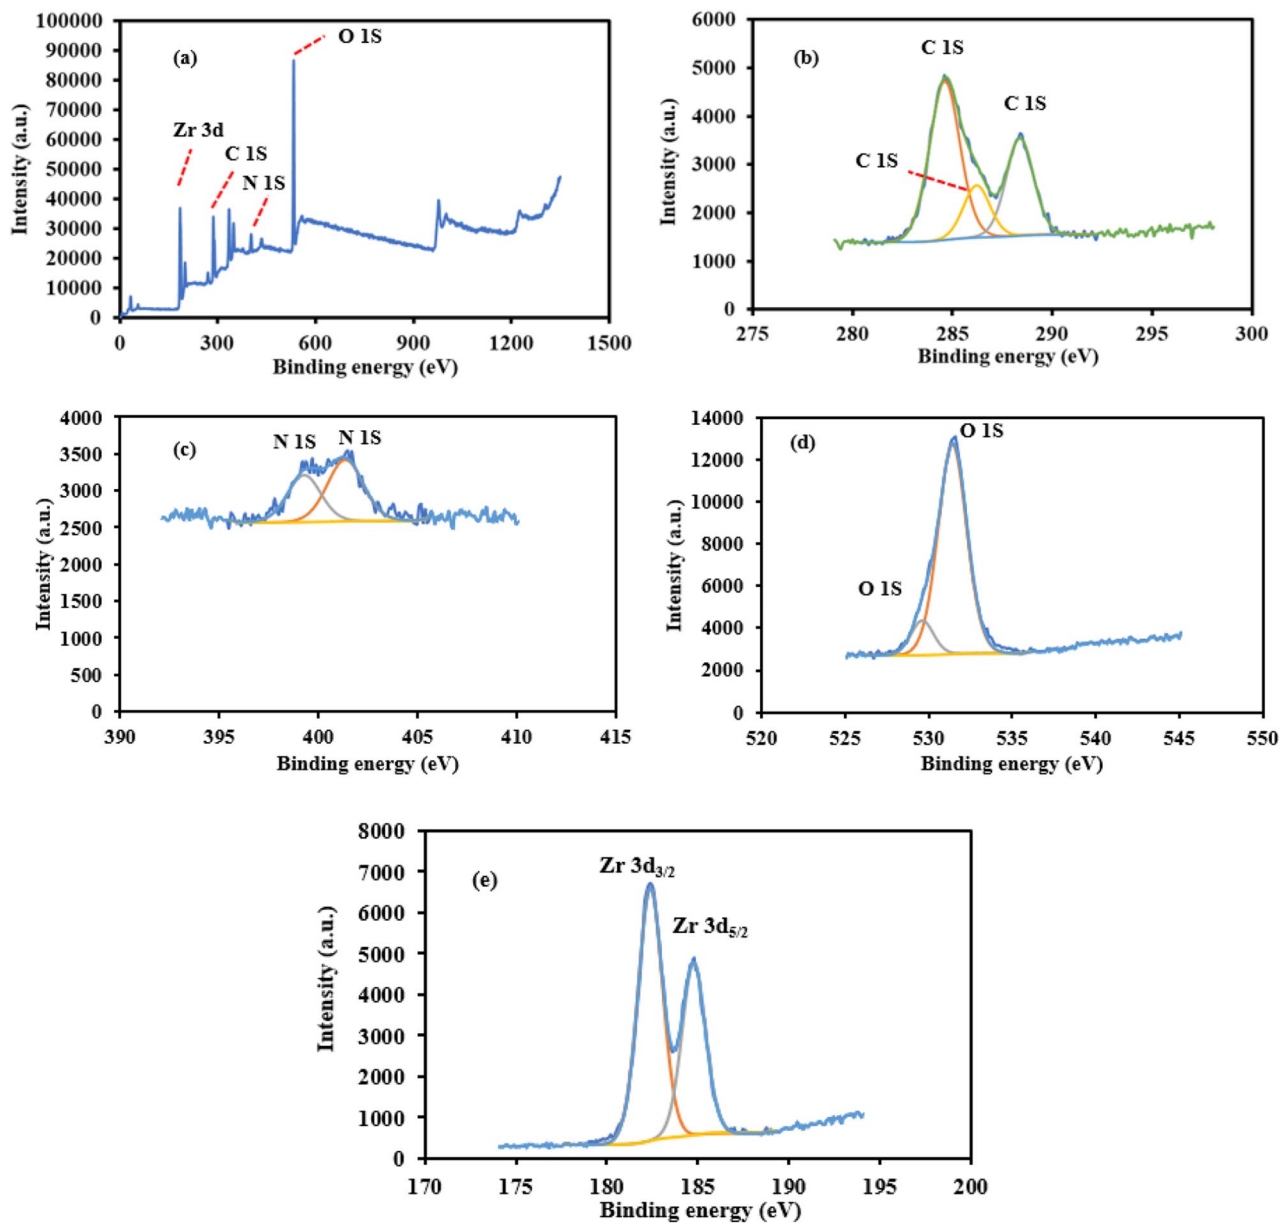 100000
90000
80000
70000
60000
50000
40000
30000
20000
10000
0
Intensity (a.u.)
(a)
O 1S
Zr 3d
C 1S
N 1S
0 300 600 900 1200 1500
Binding energy (eV)
6000
5000
4000
3000
2000
1000
0
Intensity (a.u.)
(b)
C 1S
C 1S
C 1S
275 280 285 290 295 300
Binding energy (eV)
4000
3500
3000
2500
2000
1500
1000
500
0
Intensity (a.u.)
(c)
N 1S N 1S
390 395 400 405 410 415
Binding energy (eV)
14000
12000
10000
8000
6000
4000
2000
0
Intensity (a.u.)
(d)
O 1S
O 1S
520 525 530 535 540 545 550
Binding energy (eV)
8000
7000
6000
5000
4000
3000
2000
1000
0
Intensity (a.u.)
(e)
Zr 3d3/2
Zr 3d5/2
170 175 180 185 190 195 200
Binding energy (eV)